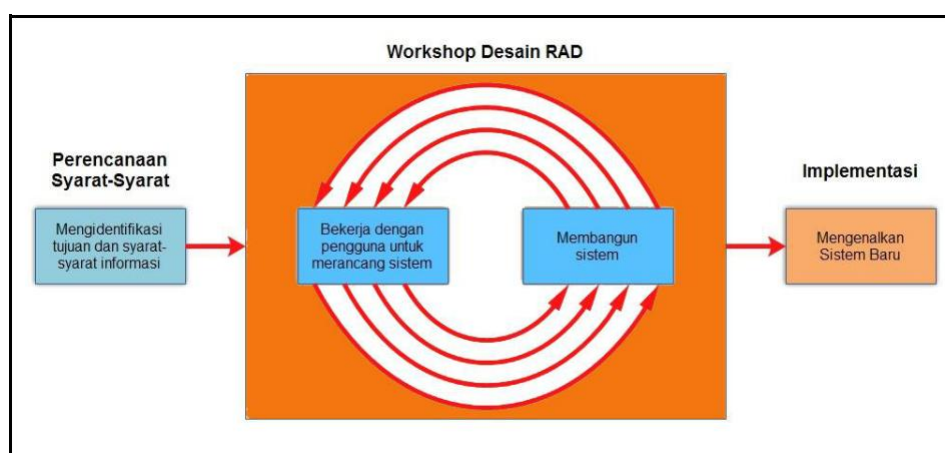 Workshop Desain RAD
Perencanaan
Syarat-Syarat
Mengidentifikasi
tujuan dan syarat-
syarat informasi
Bekerja dengan
pengguna untuk
merancang sistem
Membangun
sistem
Implementasi
Mengenalkan
Sistem Baru